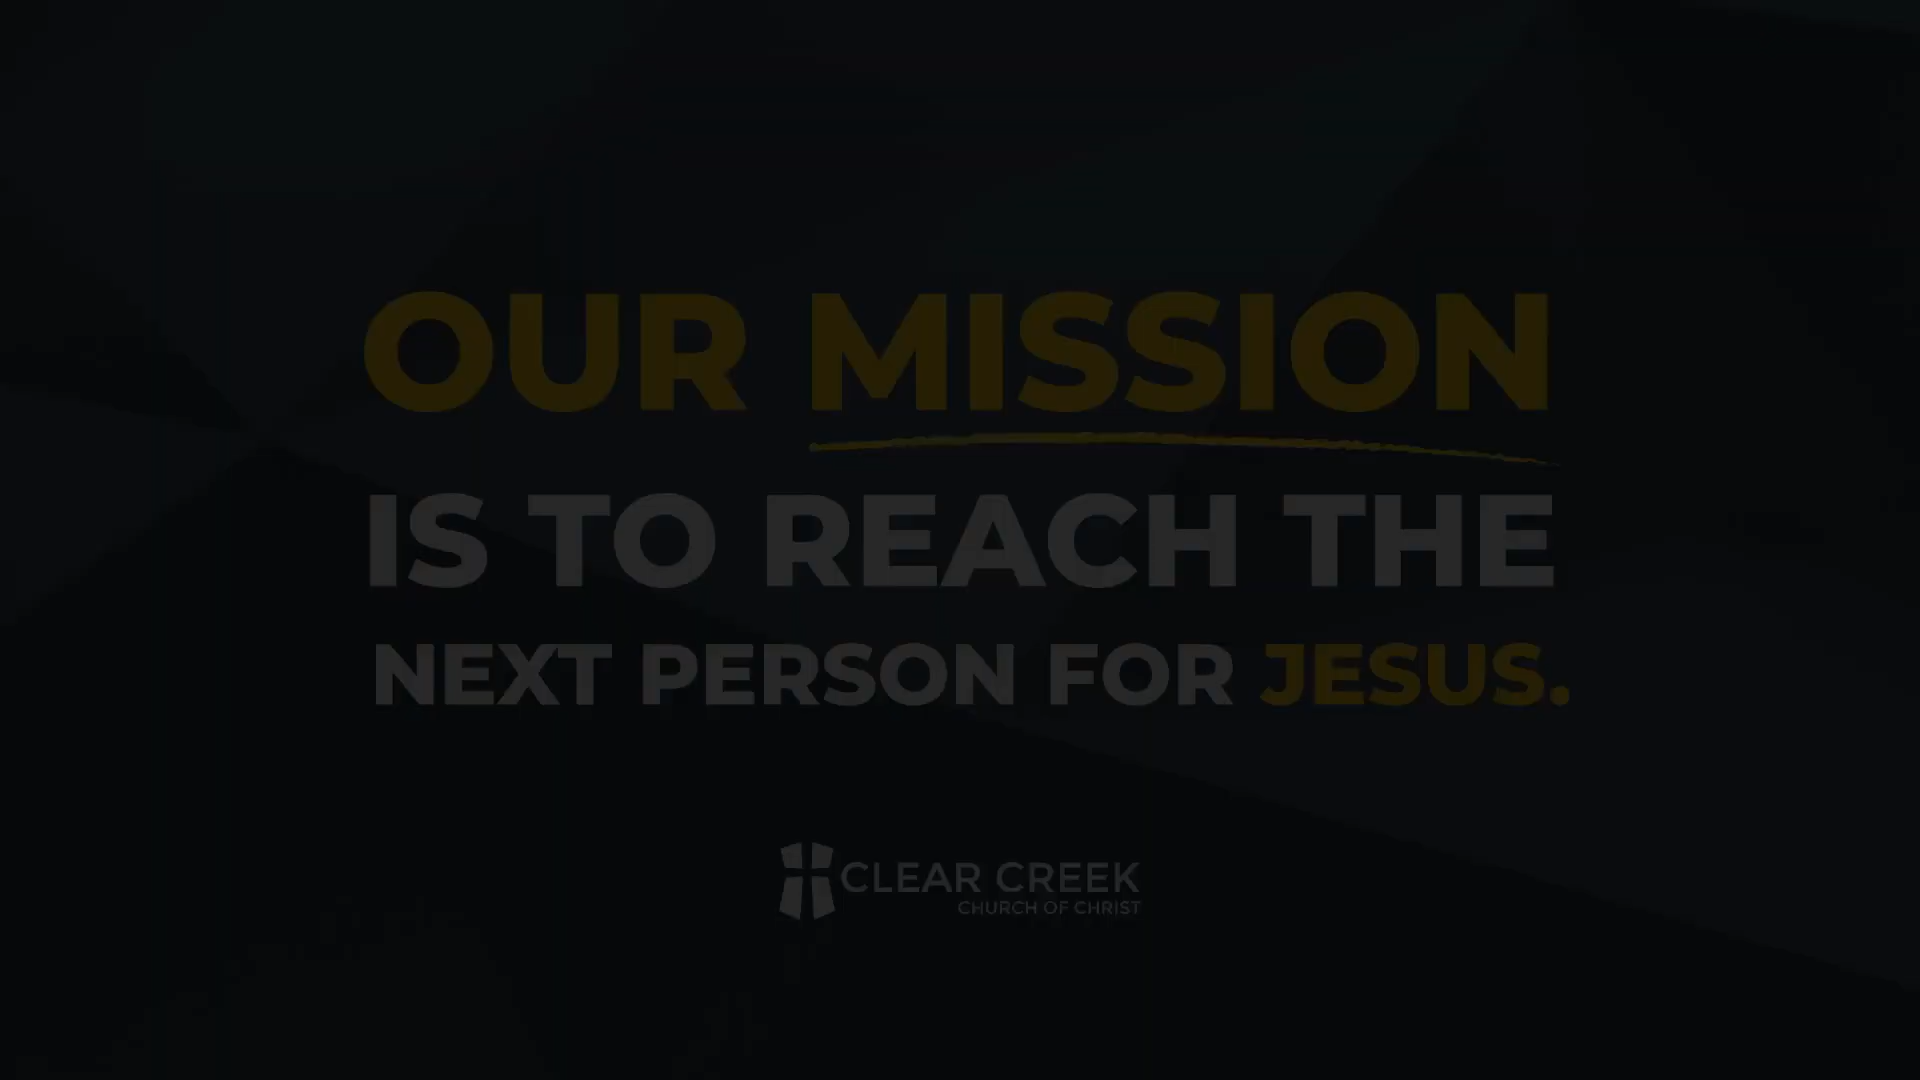 OUR MISSION
IS TO REACH THE
NEXT PERSON FOR JESUS.
CLEAR CREEK
CHURCH OF CHRIST